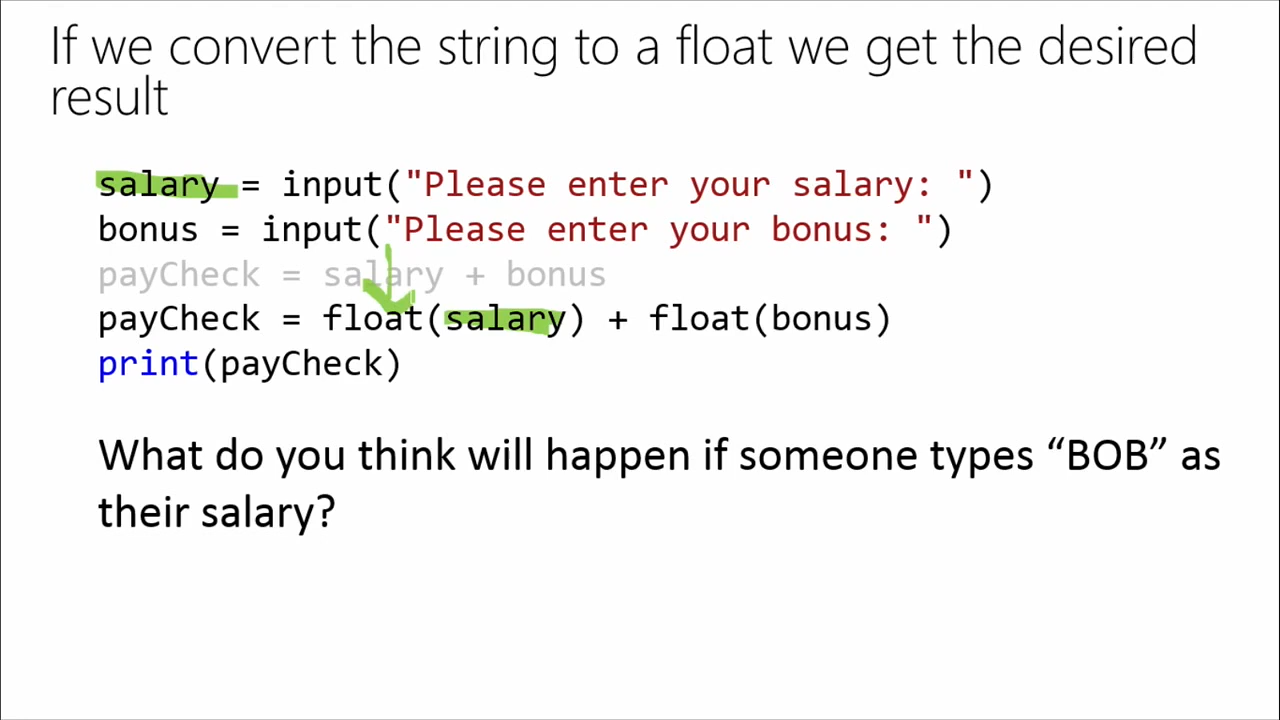 If we convert the string to a float we get the desired
result
salary = input("Please enter your salary: ")
bonus = input("Please enter your bonus: ")
payCheck = salary + bonus
payCheck = float(salary) + float(bonus)
print(payCheck)
What do you think will happen if someone types “BOB” as
their salary?